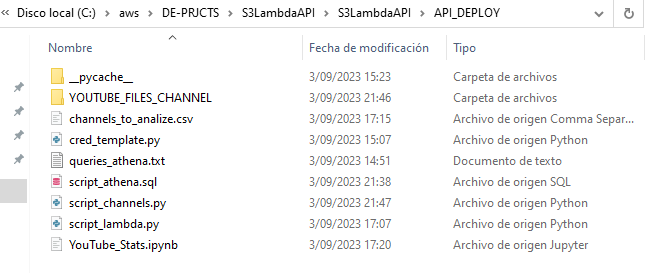 Disco local (C:) > aws > DE-PRJCTS > S3LambdaAPI > S3LambdaAPI > API_DEPLOY
Nombre Fecha de modificación Tipo
__pycache__ 3/09/2023 15:23 Carpeta de archivos
YOUTUBE_FILES_CHANNEL 3/09/2023 21:46 Carpeta de archivos
channels_to_analize.csv 3/09/2023 17:15 Archivo de origen Comma Separ...
cred_template.py 3/09/2023 15:07 Archivo de origen Python
queries_athena.txt 3/09/2023 14:51 Documento de texto
script_athena.sql 3/09/2023 21:38 Archivo de origen SQL
script_channels.py 3/09/2023 21:47 Archivo de origen Python
script_lambda.py 3/09/2023 17:07 Archivo de origen Python
YouTube_Stats.ipynb 3/09/2023 17:20 Archivo de origen Jupyter